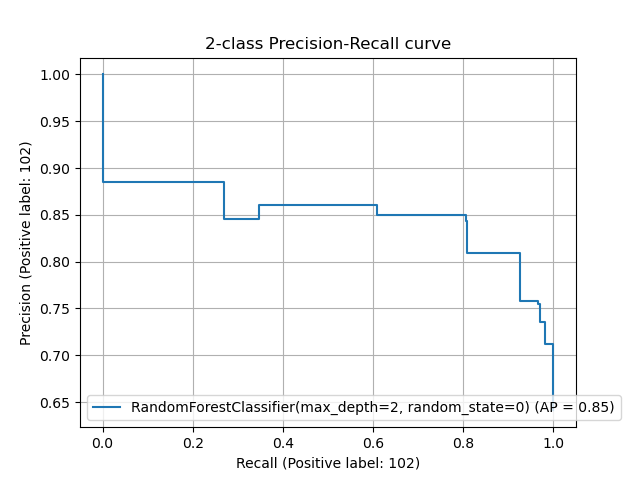 2-class Precision-Recall curve
1.00
0.95
0.90
0.85
0.80
0.75
0.70
0.65
Precision (Positive label: 102)
RandomForestClassifier(max_depth=2, random_state=0) (AP = 0.85)
0.0 0.2 0.4 0.6 0.8 1.0
Recall (Positive label: 102)